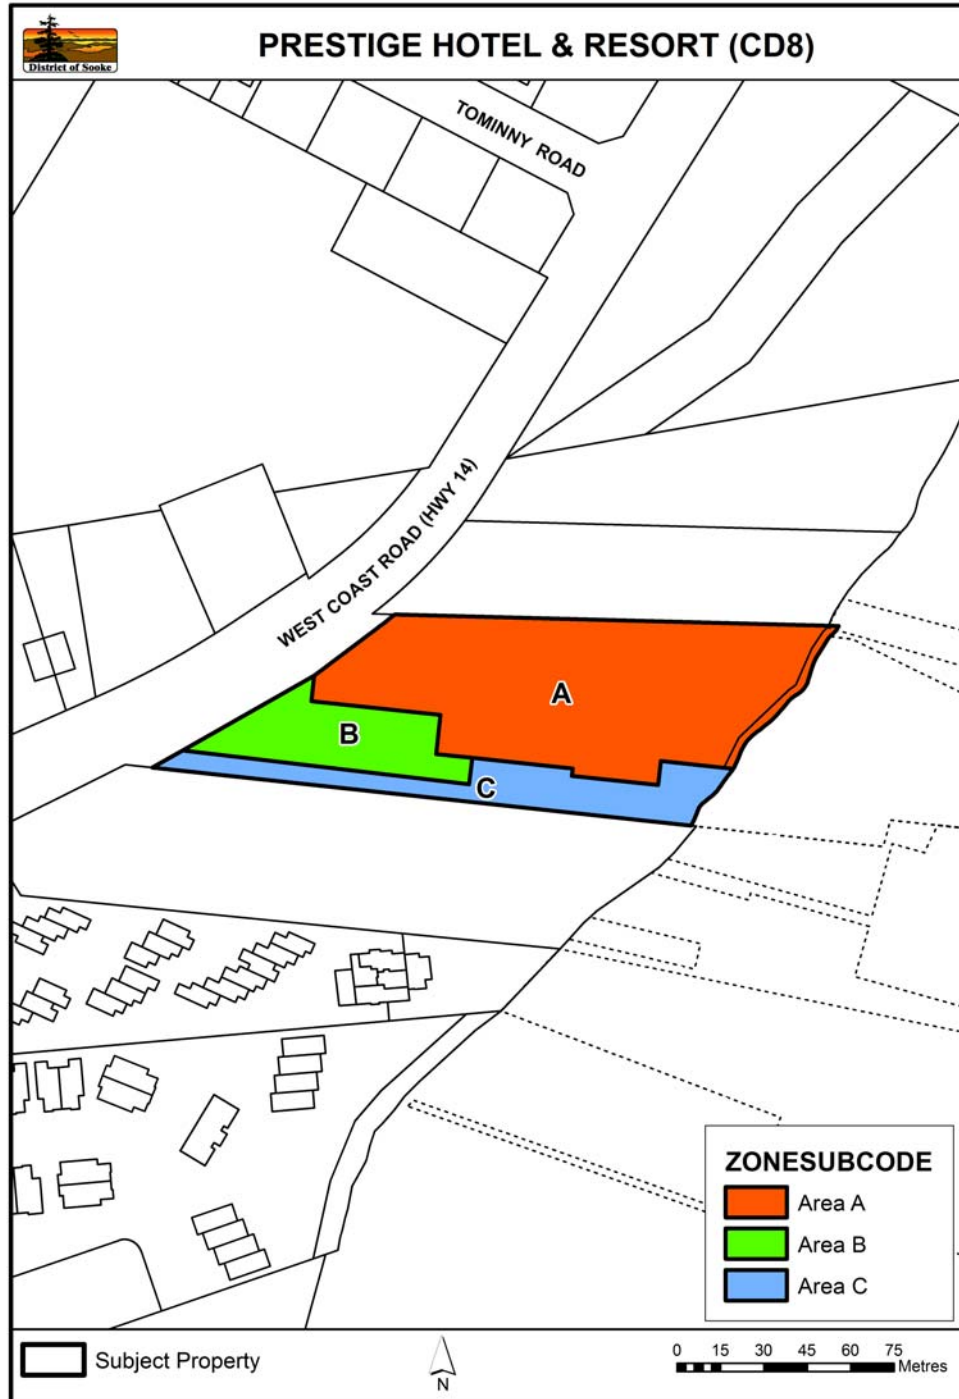 District of Sooke
PRESTIGE HOTEL & RESORT (CD8)
TOMINNY ROAD
WEST COAST ROAD (HWY 14)
A
B
C
ZONESUBCODE
Area A
Area B
Area C
Subject Property
N
0 15 30 45 60 75
Metres